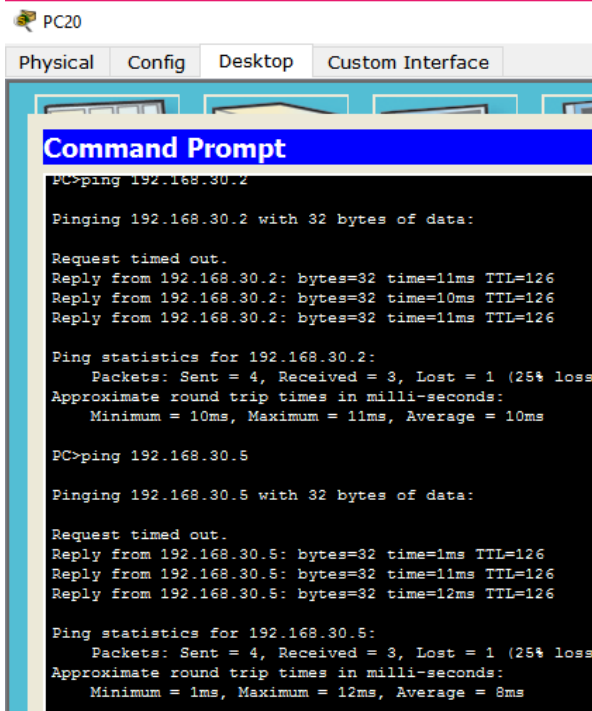 PC20
Physical Config Desktop Custom Interface
Command Prompt
PC>ping 192.168.30.2
Pinging 192.168.30.2 with 32 bytes of data:
Request timed out.
Reply from 192.168.30.2: bytes=32 time=11ms TTL=126
Reply from 192.168.30.2: bytes=32 time=10ms TTL=126
Reply from 192.168.30.2: bytes=32 time=11ms TTL=126
Ping statistics for 192.168.30.2:
Packets: Sent = 4, Received = 3, Lost = 1 (25% loss
Approximate round trip times in milli-seconds:
Minimum = 10ms, Maximum = 11ms, Average = 10ms
PC>ping 192.168.30.5
Pinging 192.168.30.5 with 32 bytes of data:
Request timed out.
Reply from 192.168.30.5: bytes=32 time=1ms TTL=126
Reply from 192.168.30.5: bytes=32 time=11ms TTL=126
Reply from 192.168.30.5: bytes=32 time=12ms TTL=126
Ping statistics for 192.168.30.5:
Packets: Sent = 4, Received = 3, Lost = 1 (25% loss
Approximate round trip times in milli-seconds:
Minimum = 1ms, Maximum = 12ms, Average = 8ms